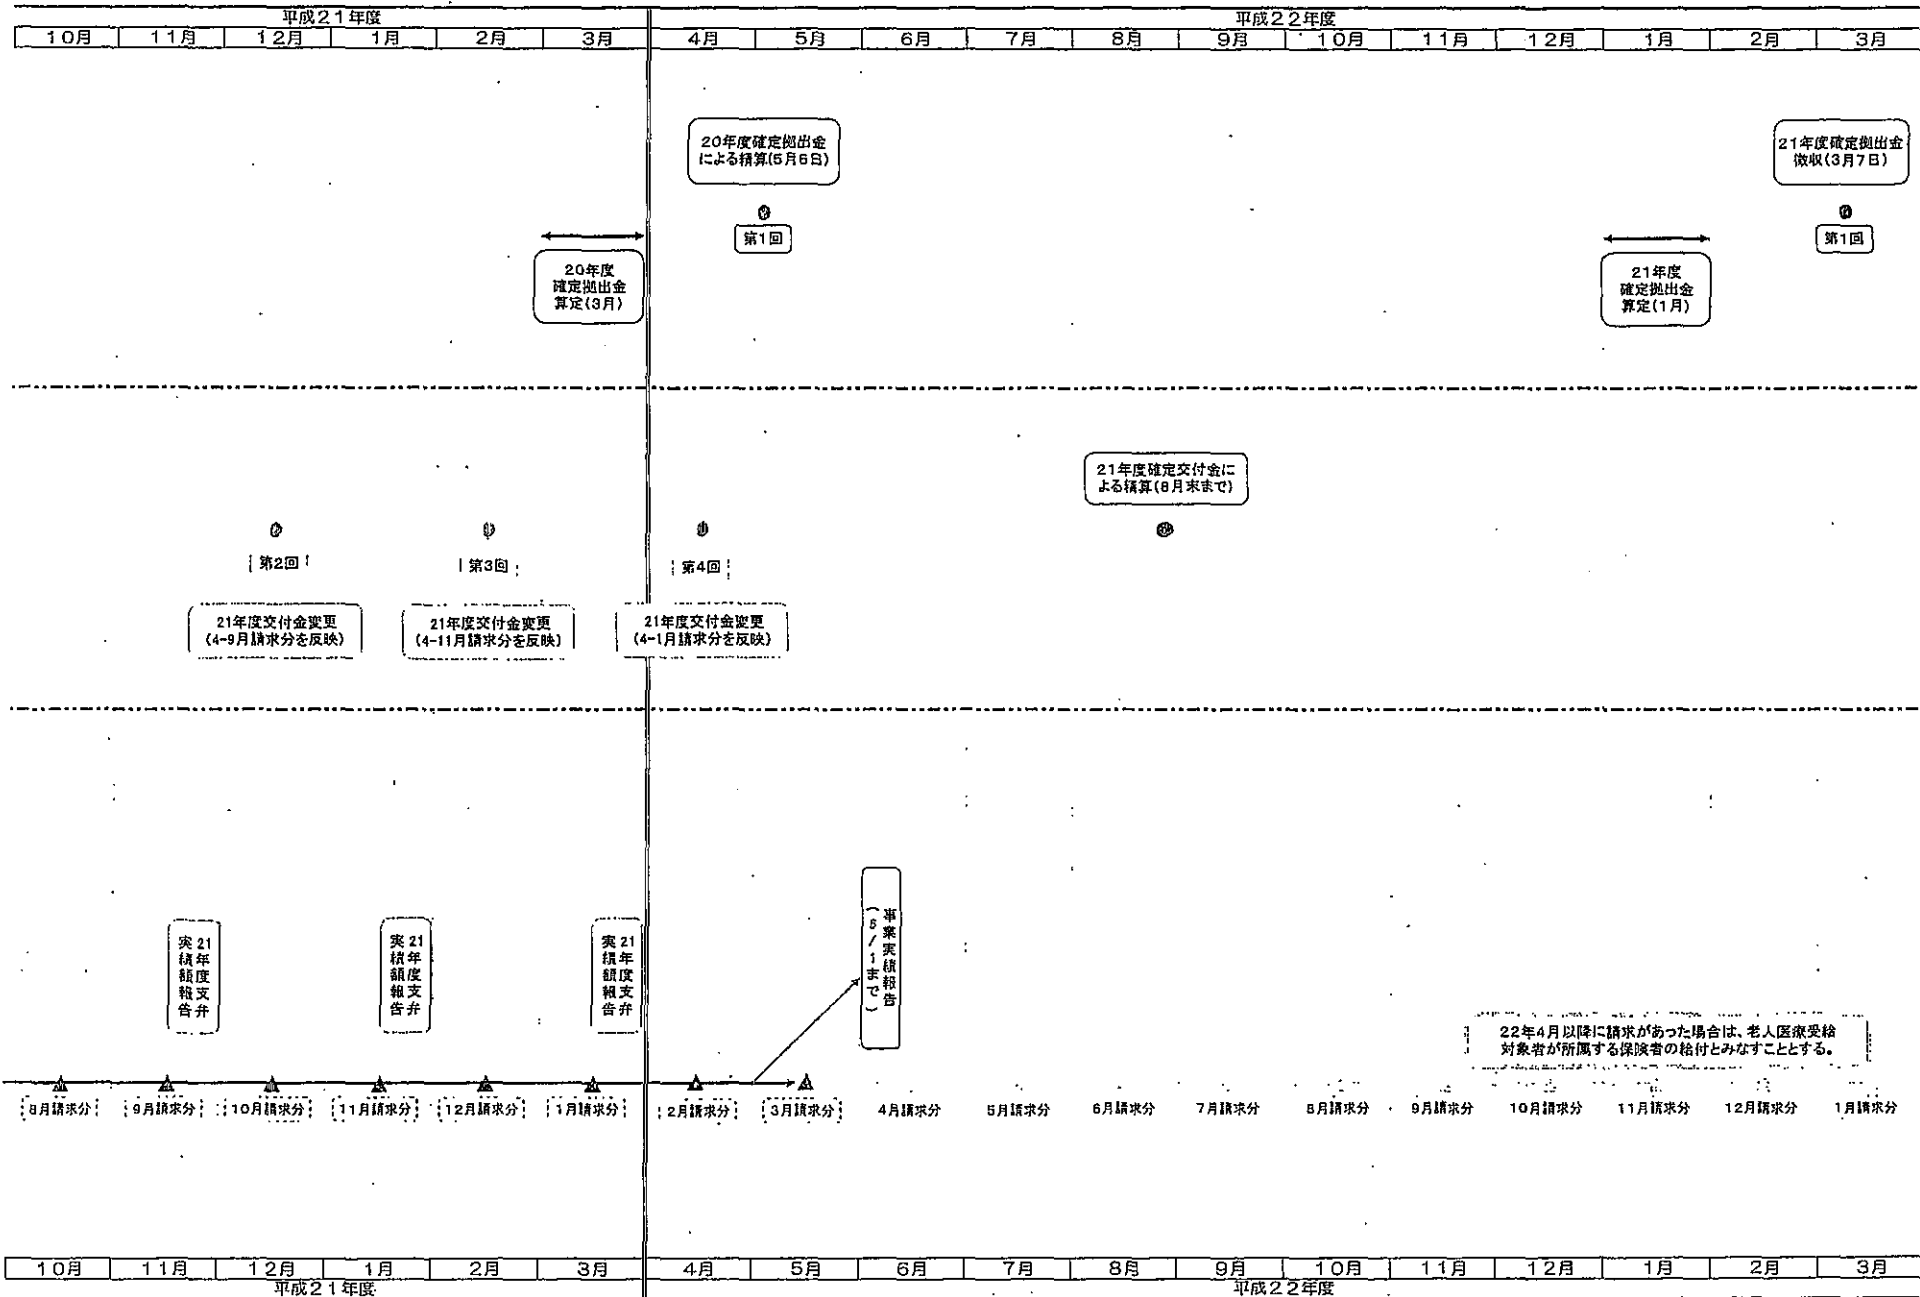 平成21年度
平成22年度
10月 11月 12月 1月 2月 3月 4月 5月 6月 7月 8月 9月 10月 11月 12月 1月 2月 3月
20年度確定拠出金
による精算(5月6日)
第1回
21年度確定拠出金
徴収(3月7日)
第1回
20年度
確定拠出金
算定(3月)
21年度
確定拠出金
算定(1月)
21年度確定交付金に
よる精算(8月末まで)
第2回
第3回
第4回
21年度交付金変更
(4-9月請求分を反映)
21年度交付金変更
(4-11月請求分を反映)
21年度交付金変更
(4-1月請求分を反映)
21年度支弁
実績額報告
21年度支弁
実績額報告
21年度支弁
実績額報告
事業実績報告
(6/1まで)
22年4月以降に請求があった場合は、老人医療受給
対象者が所属する保険者の給付とみなすこととする。
8月請求分 9月請求分 10月請求分 11月請求分 12月請求分 1月請求分 2月請求分 3月請求分 4月請求分 5月請求分 6月請求分 7月請求分 8月請求分 9月請求分 10月請求分 11月請求分 12月請求分 1月請求分
10月 11月 12月 1月 2月 3月 4月 5月 6月 7月 8月 9月 10月 11月 12月 1月 2月 3月
平成21年度
平成22年度